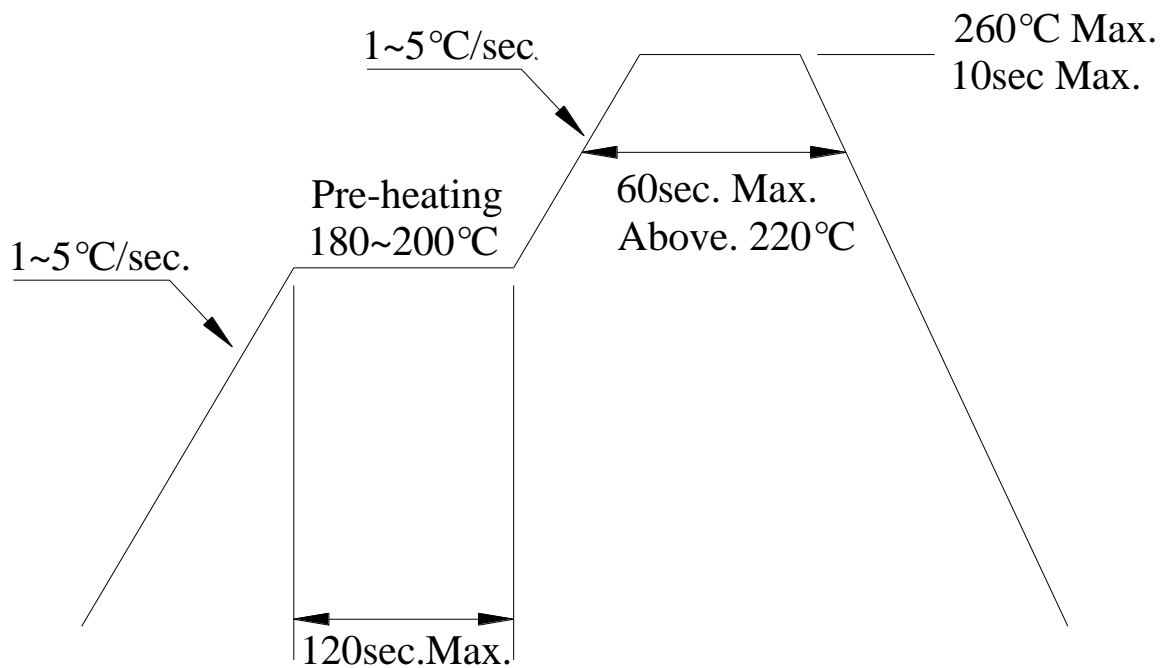 1~5°C/sec.
260°C Max.
10sec Max.
Pre-heating
180~200°C
60sec. Max.
Above. 220°C
1~5°C/sec.
120sec.Max.